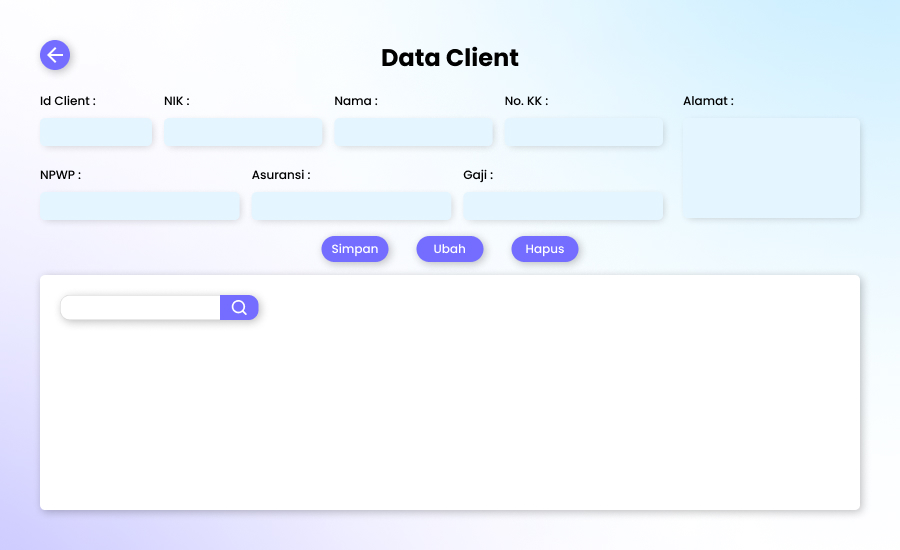 Data Client
Id Client :
NIK :
Nama :
No. KK :
Alamat :
NPWP :
Asuransi :
Gaji :
Simpan
Ubah
Hapus